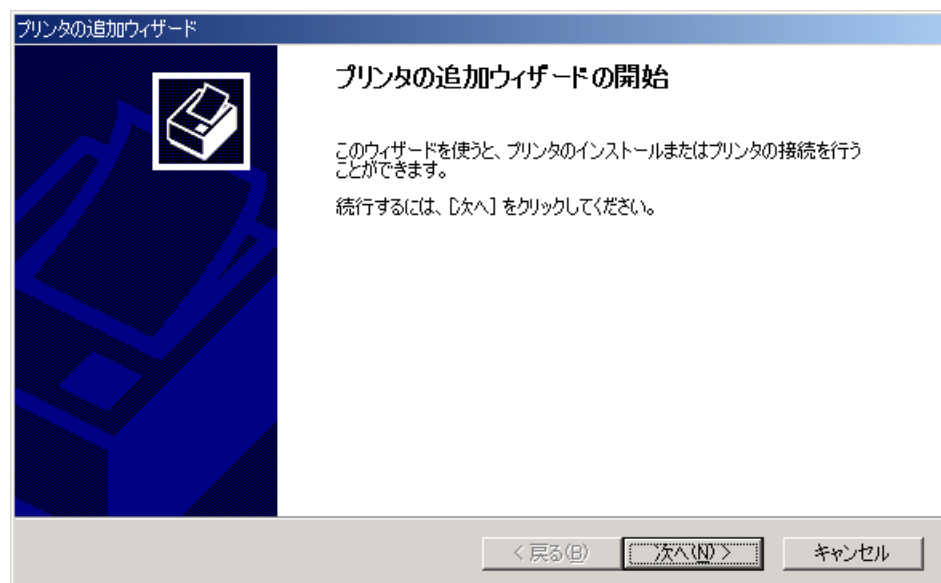 プリンタの追加ウィザード
プリンタの追加ウィザードの開始
このウィザードを使うと、プリンタのインストールまたはプリンタの接続を行う
ことができます。
続行するには、[次へ] をクリックしてください。
< 戻る(B)
次へ(N) >
キャンセル